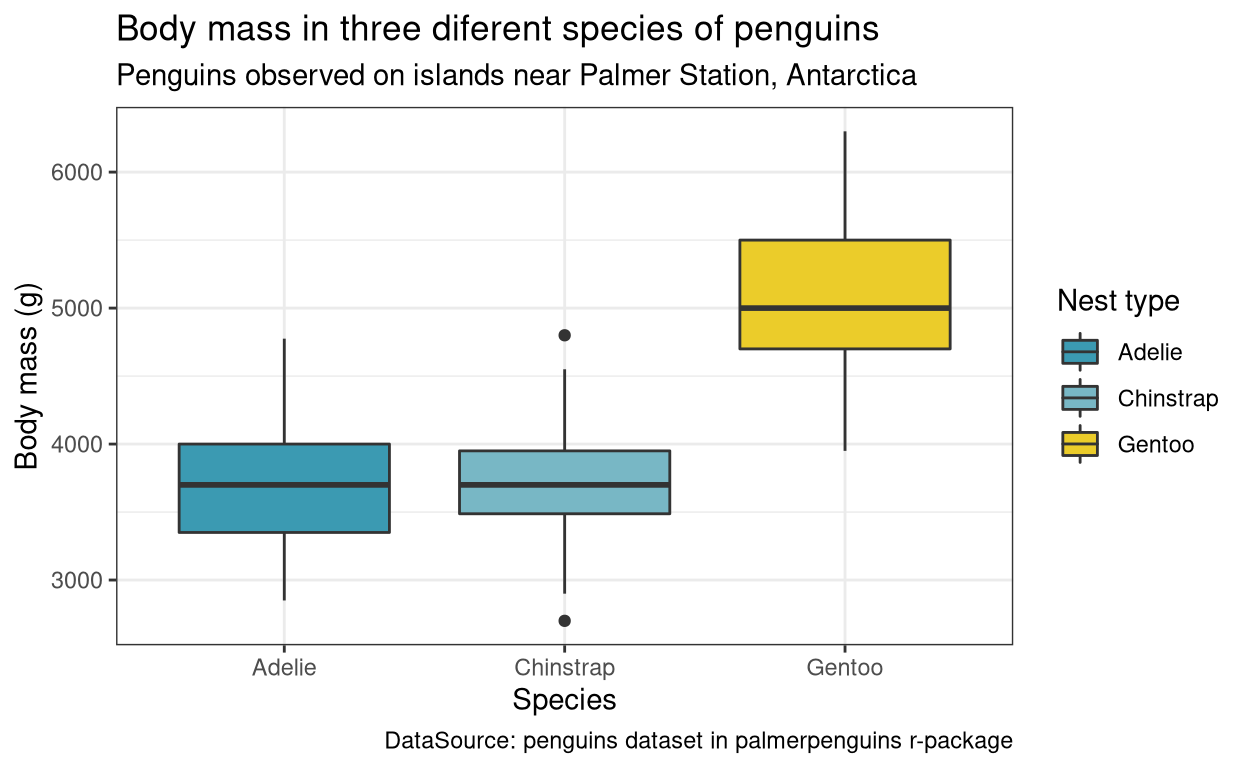 Body mass in three diferent species of penguins
Penguins observed on islands near Palmer Station, Antarctica
Body mass (g)
6000
5000
4000
3000
Adelie
Chinstrap
Gentoo
Species
Nest type
Adelie
Chinstrap
Gentoo
DataSource: penguins dataset in palmerpenguins r-package